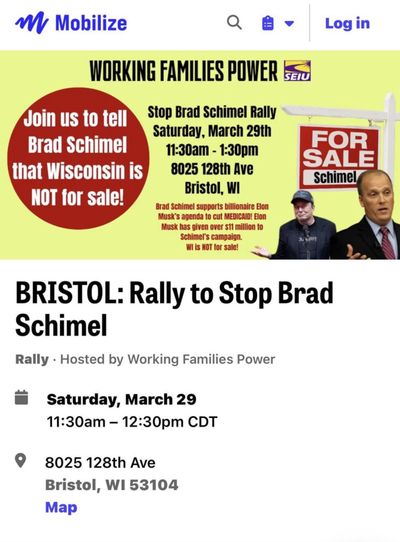 Mobilize
Log in
WORKING FAMILIES POWER SEIU
Join us to tell
Brad Schimel
that Wisconsin is
NOT for sale!
Stop Brad Schimel Rally
Saturday, March 29th
11:30am - 1:30pm
8025 128th Ave
Bristol, WI
Brad Schimel supports billionaire Elon
Musk's agenda to cut MEDICAID! Elon
Musk has given over $11 million to
Schimel's campaign.
WI is NOT for sale!
FOR
SALE
Schimel
BRISTOL: Rally to Stop Brad
Schimel
Rally · Hosted by Working Families Power
Saturday, March 29
11:30am – 12:30pm CDT
8025 128th Ave
Bristol, WI 53104
Map